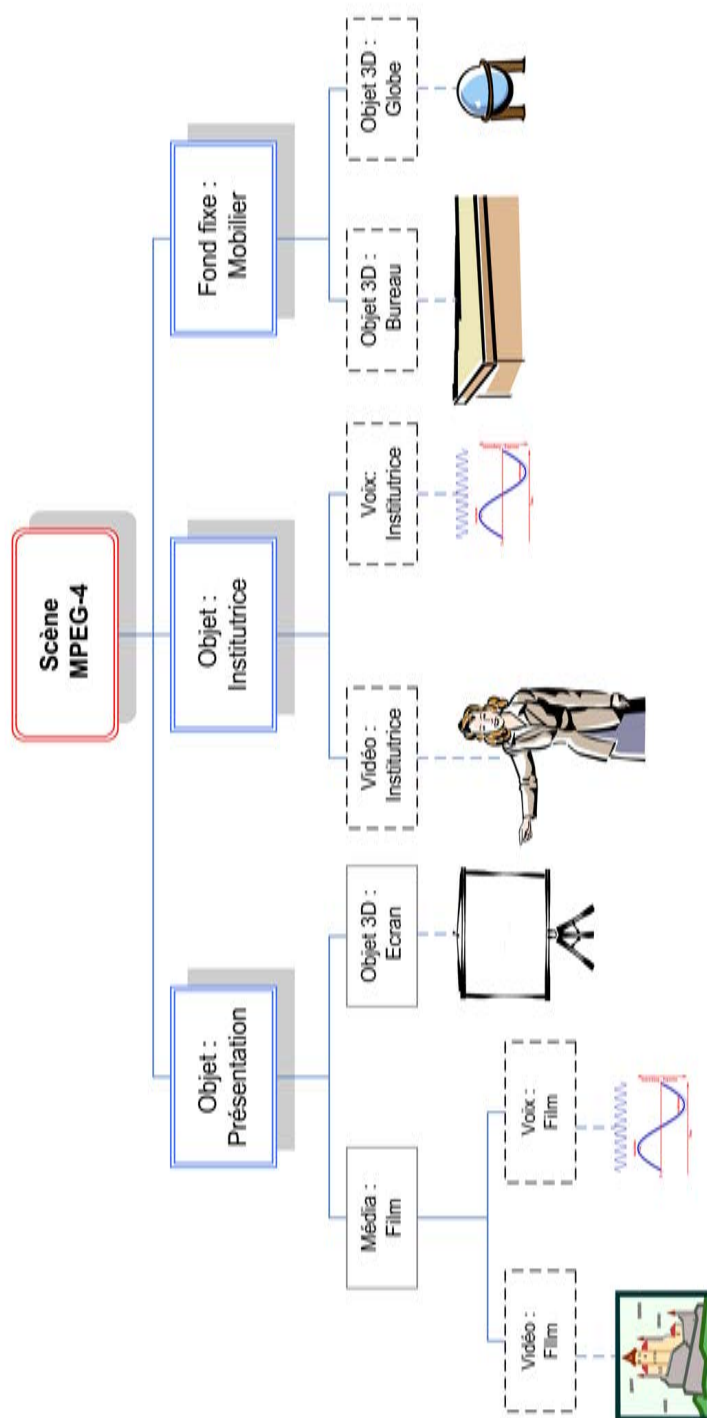 Scène
MPEG-4
Objet :
Présentation
Objet :
Institutrice
Fond fixe :
Mobilier
Média :
Film
Objet 3D :
Ecran
Vidéo :
Institutrice
Voix:
Institutrice
Objet 3D :
Bureau
Objet 3D :
Globe
Vidéo :
FIlm
Voix :
Film